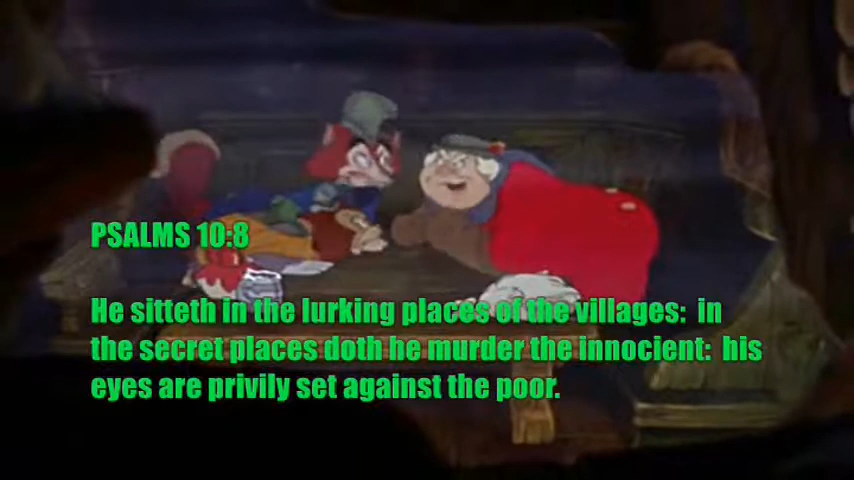 PSALMS 10:8
He sitteth in the lurking places of the villages:  in
the secret places doth he murder the innocient:  his
eyes are privily set against the poor.